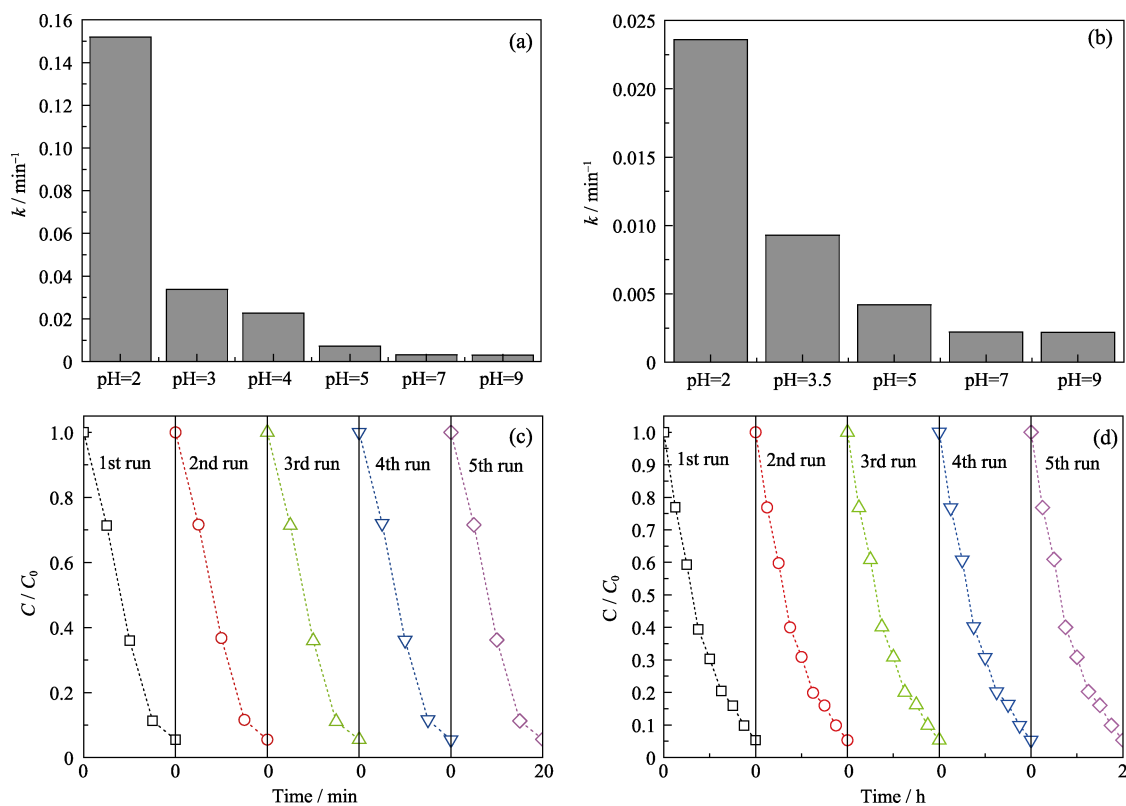 (a)
0.16
0.14
0.12
0.10
0.08
0.06
0.04
0.02
0
k / min⁻¹
pH=2 pH=3 pH=4 pH=5 pH=7 pH=9
(b)
0.025
0.020
0.015
0.010
0.005
0
k / min⁻¹
pH=2 pH=3.5 pH=5 pH=7 pH=9
(c)
1.0
0.8
0.6
0.4
0.2
0
C / C₀
1st run 2nd run 3rd run 4th run 5th run
0 0 0 0 0 20
Time / min
(d)
1.0
0.9
0.8
0.7
0.6
0.5
0.4
0.3
0.2
0.1
0
C / C₀
1st run 2nd run 3rd run 4th run 5th run
0 0 0 0 0 2
Time / h